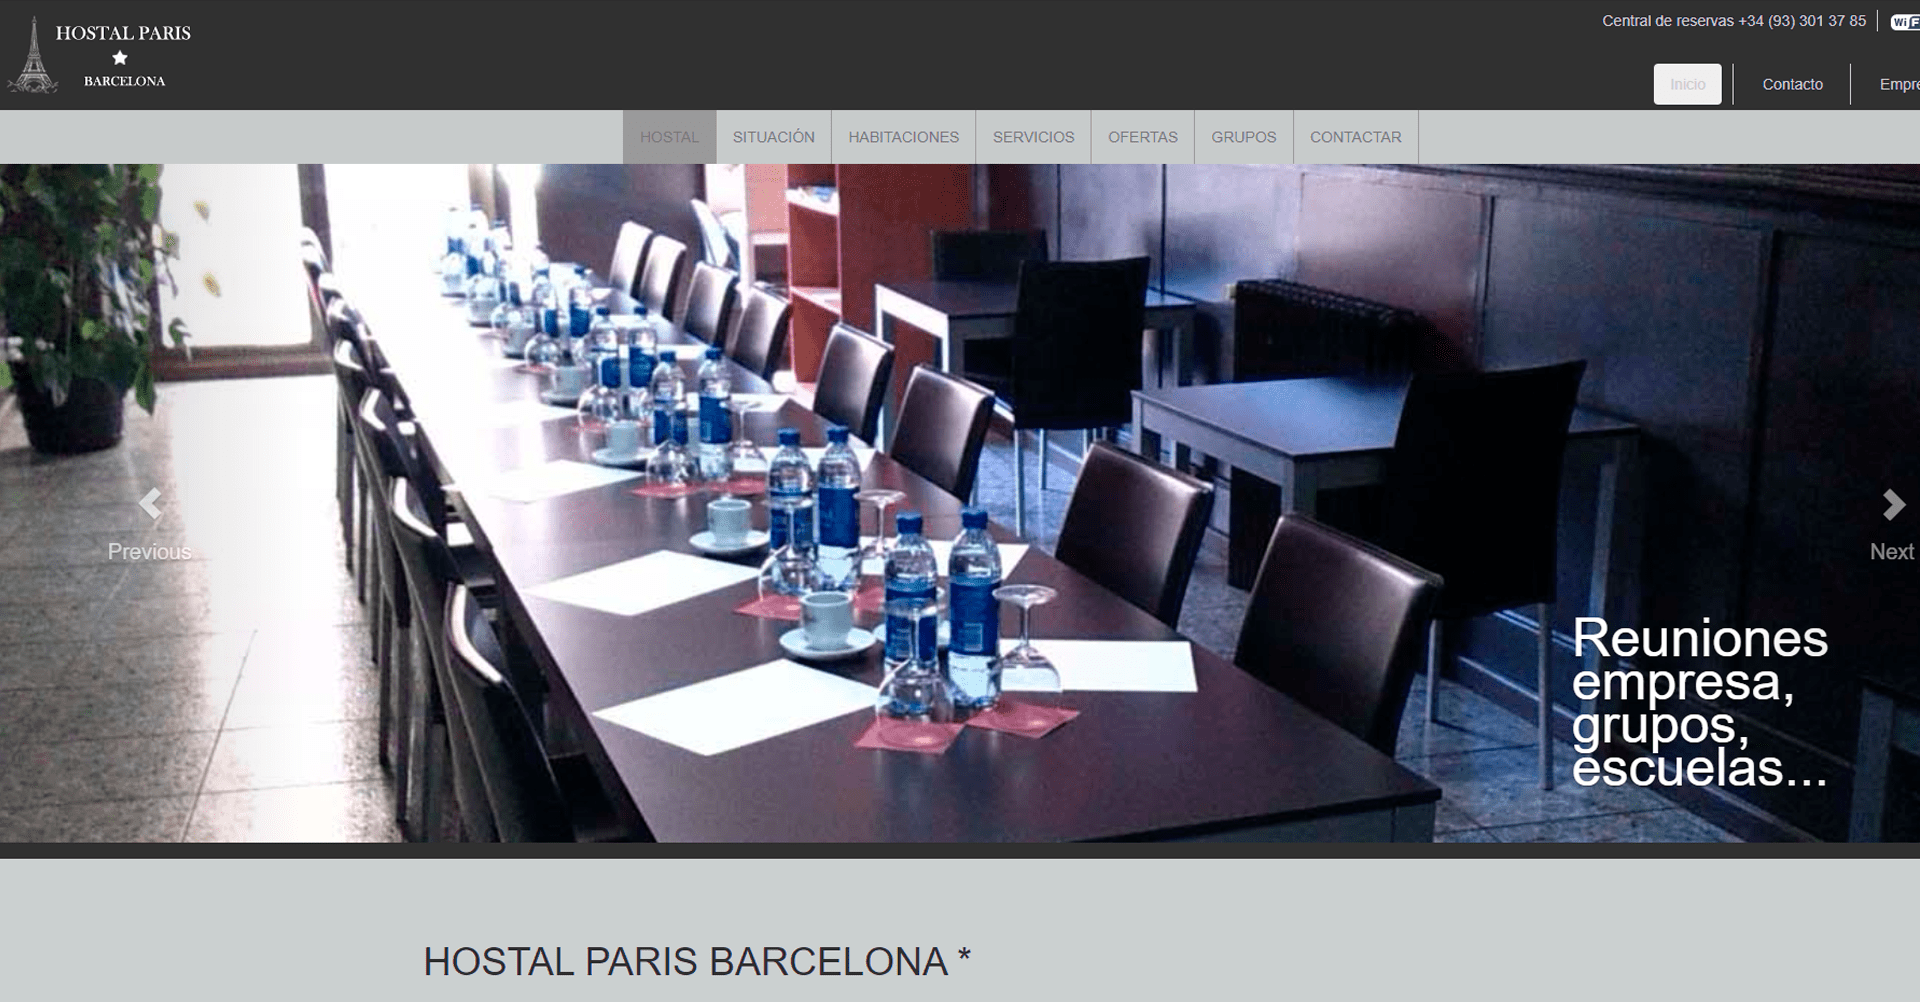 HOSTAL PARIS
BARCELONA
Central de reservas +34 (93) 301 37 85
Inicio
Contacto
HOSTAL
SITUACIÓN
HABITACIONES
SERVICIOS
OFERTAS
GRUPOS
CONTACTAR
Previous
Next
Reuniones
empresa,
grupos,
escuelas...
HOSTAL PARIS BARCELONA *